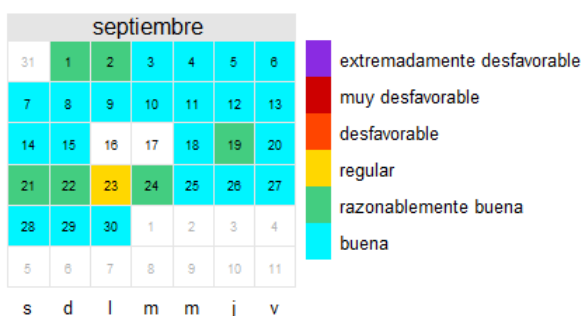 septiembre
31 1 2 3 4 5 6
7 8 9 10 11 12 13
14 15 16 17 18 19 20
21 22 23 24 25 26 27
28 29 30 1 2 3 4
5 6 7 8 9 10 11
s d l m m j v
extremadamente desfavorable
muy desfavorable
desfavorable
regular
razonablemente buena
buena